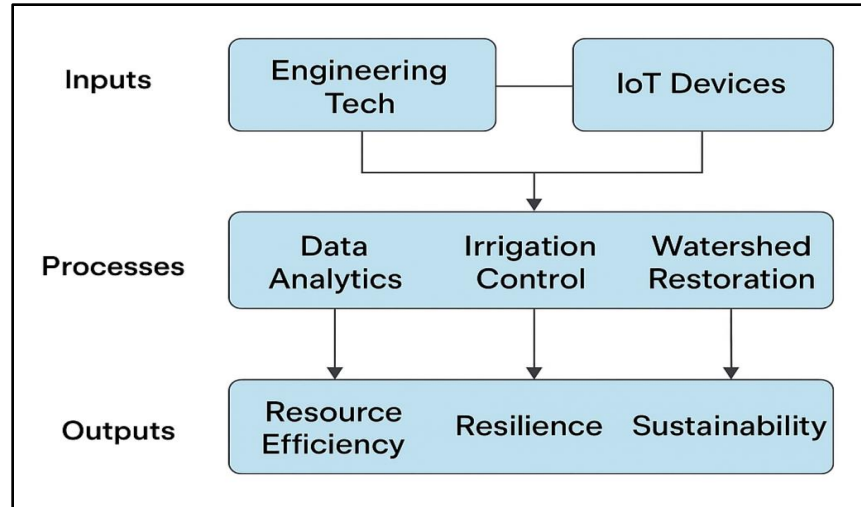 Inputs
Engineering
Tech
IoT Devices
Processes
Data
Analytics
Irrigation
Control
Watershed
Restoration
Outputs
Resource
Efficiency
Resilience
Sustainability